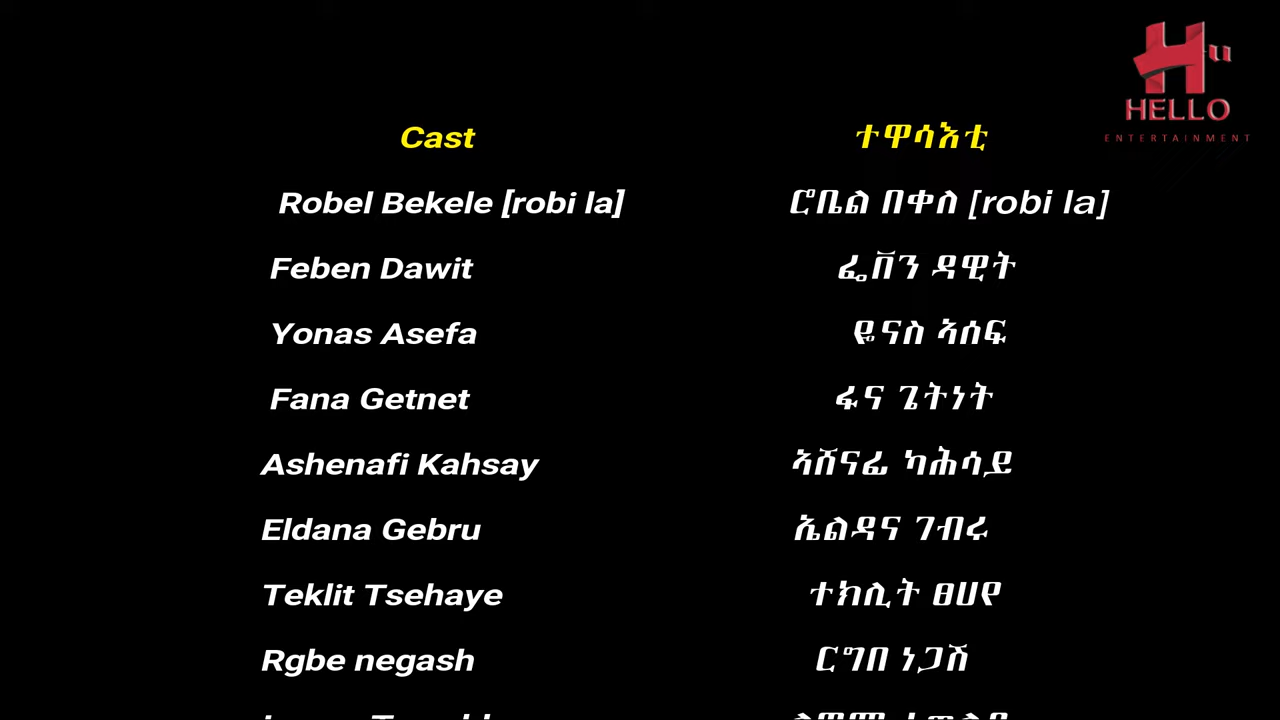 HELLO
ENTERTAINMENT
Cast ተዋሳእቲ
Robel Bekele [robi la] ሮቤል በቀለ [robi la]
Feben Dawit ፌቨን ዳዊት
Yonas Asefa ዮናስ ኣሰፍ
Fana Getnet ፋና ጌትነት
Ashenafi Kahsay ኣሸናፊ ካሕሳይ
Eldana Gebru ኤልዳና ገብሩ
Teklit Tsehaye ተክሊት ፀሀየ
Rgbe negash ርግበ ነጋሽ